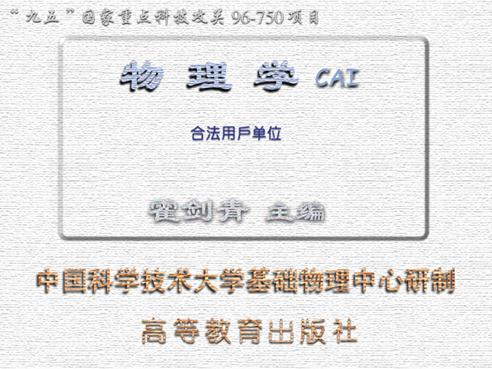 “九五”国家重点科技攻关 96-750 项目
物理学 CAI
合法用戶单位
霍剑青 主编
中国科学技术大学基础物理中心研制
高等教育出版社